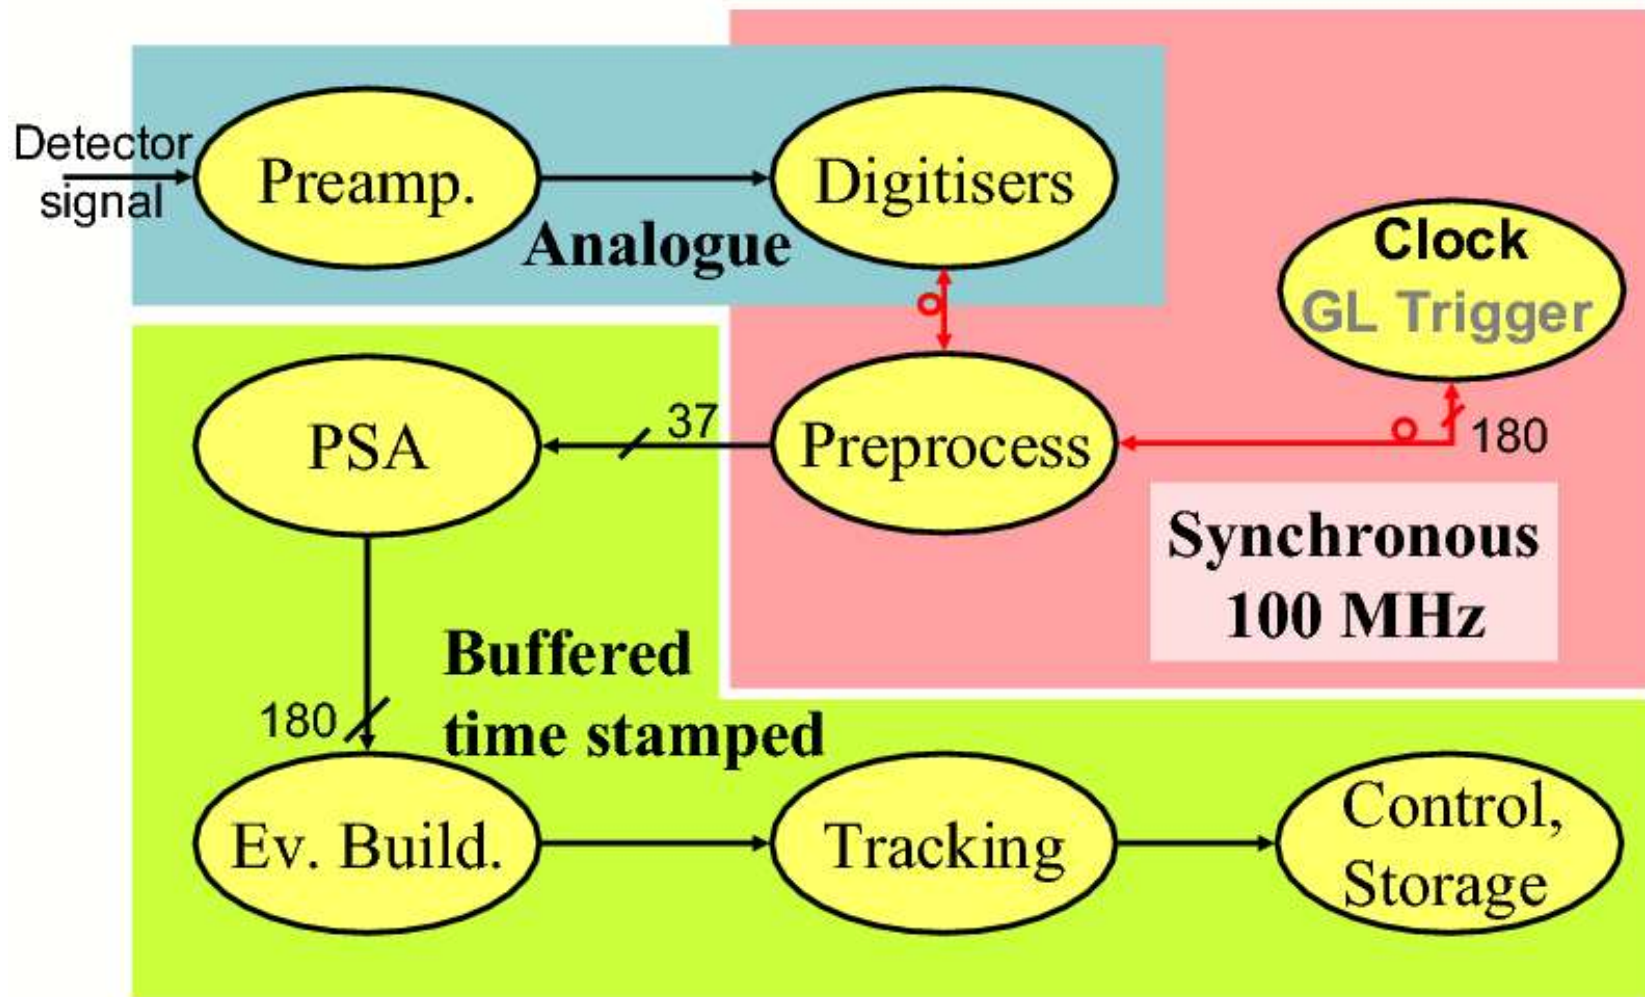 Detector
signal
Preamp.
Digitisers
Analogue
Clock
GL Trigger
PSA
37
Preprocess
180
Synchronous
100 MHz
Buffered
time stamped
180
Ev. Build.
Tracking
Control,
Storage